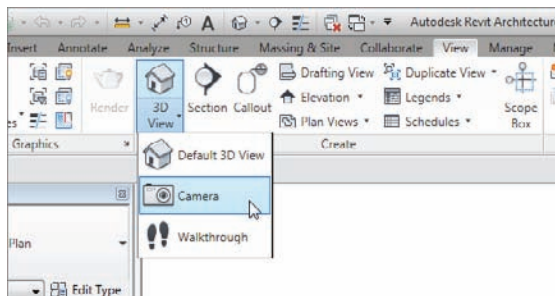 Autodesk Revit Architectur
Insert Annotate Analyze Structure Massing & Site Collaborate View Manage
Render
3D View
Section
Callout
Drafting View
Elevation
Plan Views
Duplicate View
Legends
Schedules
Scope Box
Graphics
Create
Default 3D View
Camera
Walkthrough
Plan
Edit Type